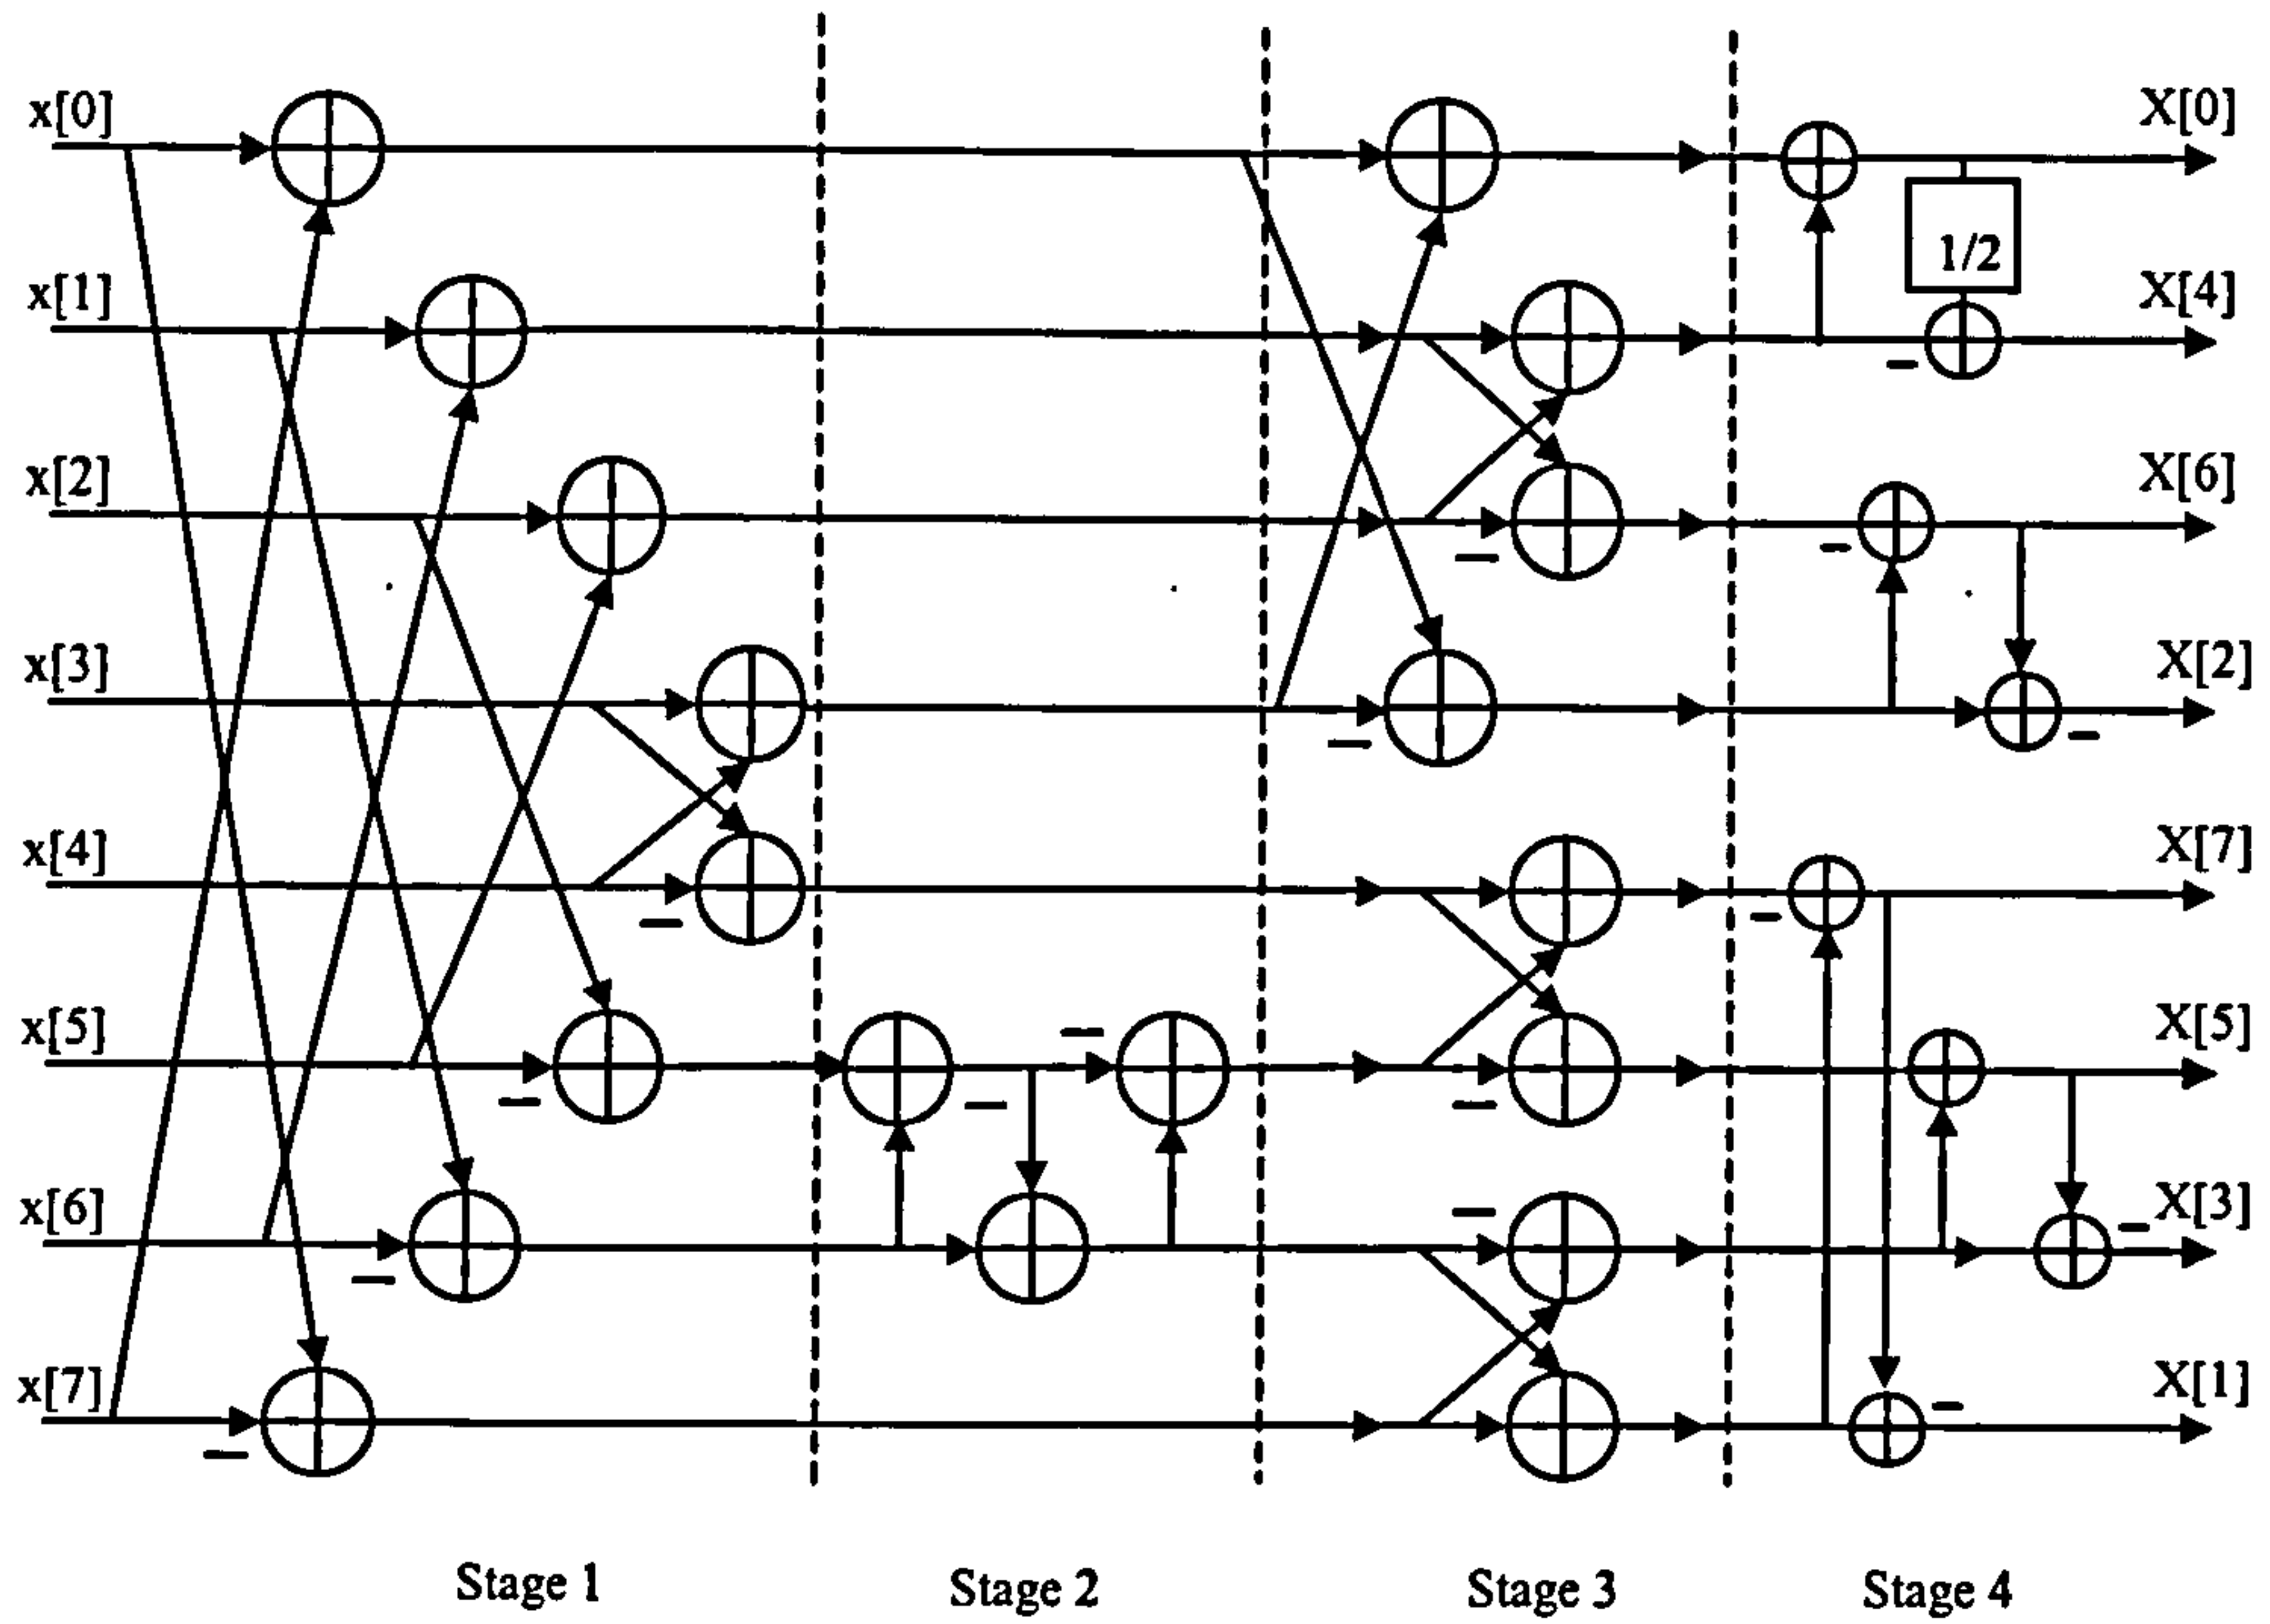 x[0] X[0]
1/2
x[1] X[4]
x[2] X[6]
x[3] X[2]
x[4] X[7]
x[5] X[5]
x[6] X[3]
x[7] X[1]
Stage 1 Stage 2 Stage 3 Stage 4